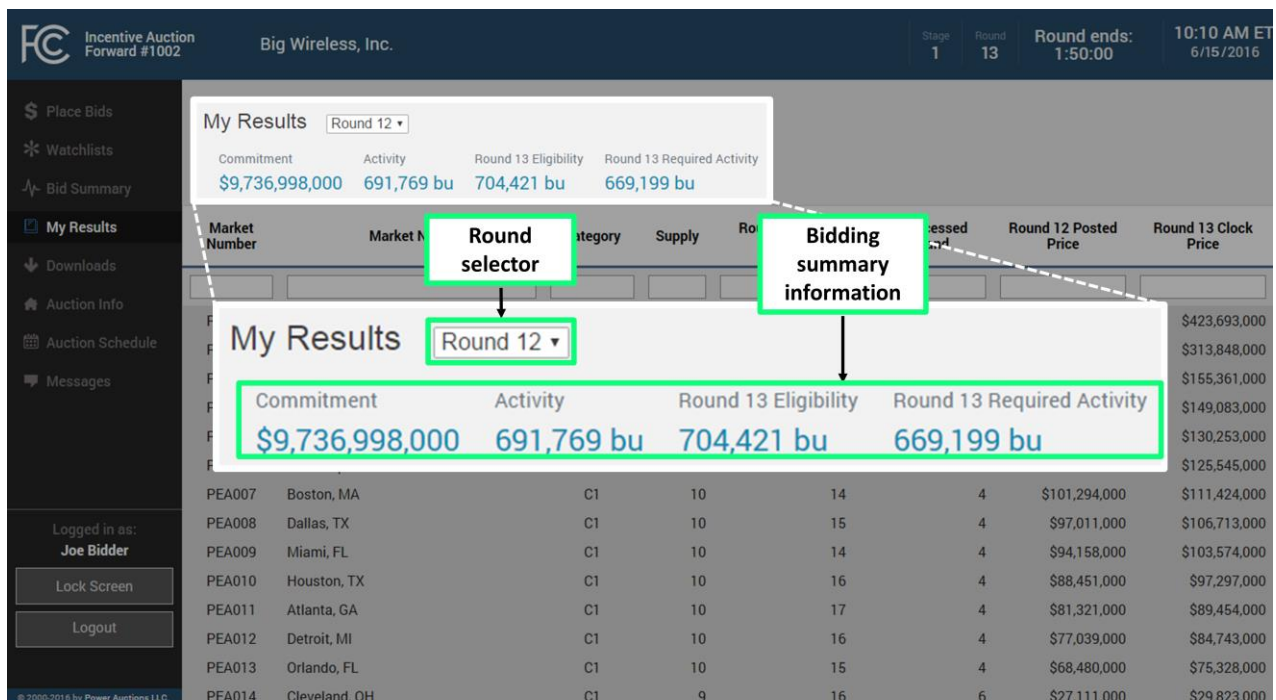 FCC Incentive Auction
Forward #1002
Big Wireless, Inc.
Stage
1
Round
13
Round ends:
1:50:00
10:10 AM ET
6/15/2016
$ Place Bids
Watchlists
Bid Summary
My Results
Downloads
Auction Info
Auction Schedule
Messages
Logged in as:
Joe Bidder
Lock Screen
Logout
© 2000-2016 by Power Auctions LLC
My Results Round 12
Commitment Activity Round 13 Eligibility Round 13 Required Activity
$9,736,998,000 691,769 bu 704,421 bu 669,199 bu
Market Number Market Supply Round 12 Posted Price Round 13 Clock Price
Round selector
Bidding summary information
My Results Round 12
Commitment Activity Round 13 Eligibility Round 13 Required Activity
$9,736,998,000 691,769 bu 704,421 bu 669,199 bu
$423,693,000
$313,848,000
$155,361,000
$149,083,000
$130,253,000
$125,545,000
PEA007 Boston, MA C1 10 14 4 $101,294,000 $111,424,000
PEA008 Dallas, TX C1 10 15 4 $97,011,000 $106,713,000
PEA009 Miami, FL C1 10 14 4 $94,158,000 $103,574,000
PEA010 Houston, TX C1 10 16 4 $88,451,000 $97,297,000
PEA011 Atlanta, GA C1 10 17 4 $81,321,000 $89,454,000
PEA012 Detroit, MI C1 10 16 4 $77,039,000 $84,743,000
PEA013 Orlando, FL C1 10 15 4 $68,480,000 $75,328,000
PEA014 Cleveland, OH C1 9 16 6 $27,111,000 $29,823,000